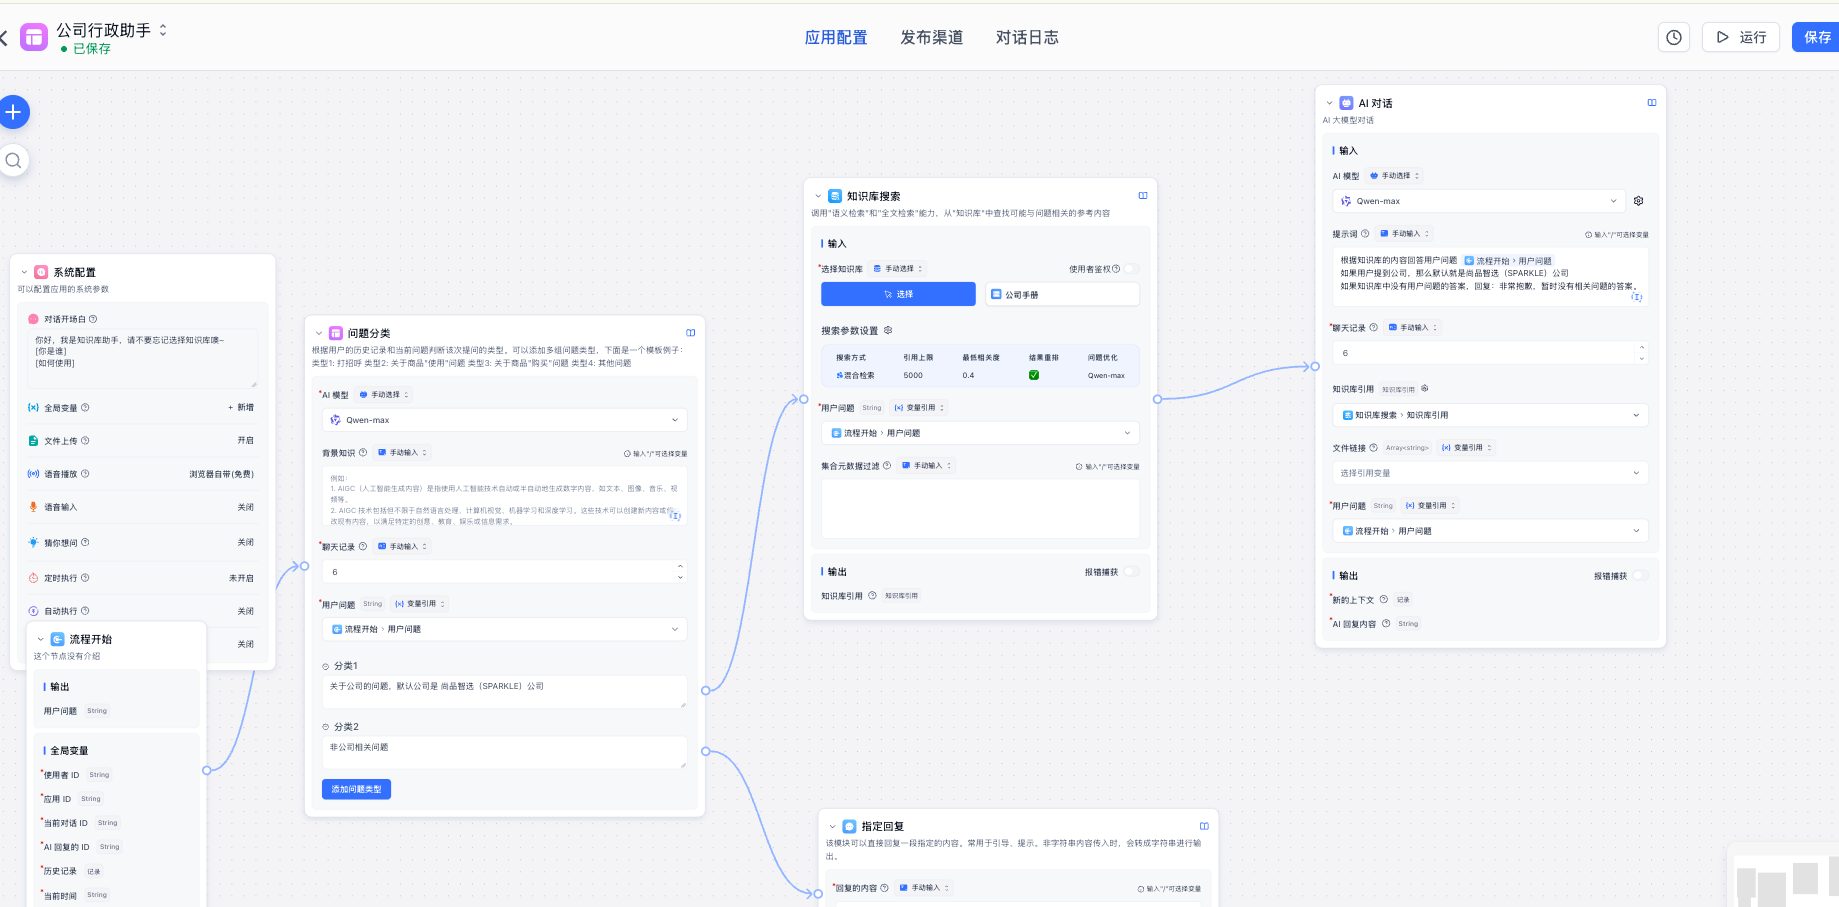 公司行政助手
已保存
应用配置
发布渠道
对话日志
运行
保存
系统配置
可以配置应用的系统参数
对话开场白
你好，我是知识库助手，请不要忘记选择知识库噢~
[你是谁]
[如何使用]
全局变量
+ 新增
文件上传
开启
语音播放
浏览器自带(免费)
语音输入
关闭
猜你想问
关闭
定时执行
未开启
自动执行
关闭
关闭
流程开始
这个节点没有介绍
输出
用户问题 String
全局变量
*使用者 ID String
*应用 ID String
*当前对话 ID String
*AI 回复的 ID String
*历史记录 记录
*当前时间 String
问题分类
根据用户的历史记录和当前问题判断该次提问的类型。可以添加多组问题类型，下面是一个模板例子：
类型1: 打招呼 类型2: 关于商品"使用"问题 类型3: 关于商品"购买"问题 类型4: 其他问题
*AI 模型 手动选择
Qwen-max
背景知识 手动输入
输入"/"可选择变量
例如:
1. AIGC（人工智能生成内容）是指使用人工智能技术自动或半自动地生成数字内容，如文本、图像、音乐、视
频等。
2. AIGC 技术包括但不限于自然语言处理、计算机视觉、机器学习和深度学习。这些技术可以创建新内容或修
改现有内容，以满足特定的创意、教育、娱乐或信息需求。
*聊天记录 手动输入
6
*用户问题 String 变量引用
流程开始 › 用户问题
分类1
关于公司的问题，默认公司是 尚品智选（SPARKLE）公司
分类2
非公司相关问题
添加问题类型
知识库搜索
调用"语义检索"和"全文检索"能力，从"知识库"中查找可能与问题相关的参考内容
输入
*选择知识库 手动选择
使用者鉴权
选择
公司手册
搜索参数设置
搜索方式 引用上限 最低相关度 结果重排 问题优化
混合检索 5000 0.4 ✅ Qwen-max
*用户问题 String 变量引用
流程开始 › 用户问题
集合元数据过滤 手动输入
输入"/"可选择变量
输出
报错捕获
知识库引用 知识库引用
指定回复
该模块可以直接回复一段指定的内容。常用于引导、提示。非字符串内容传入时，会转成字符串进行输
出。
*回复的内容 手动输入
输入"/"可选择变量
AI 对话
AI 大模型对话
输入
AI 模型 手动选择
Qwen-max
提示词 手动输入
输入"/"可选择变量
根据知识库的内容回答用户问题 流程开始 › 用户问题
如果用户提到公司，那么默认就是尚品智选（SPARKLE）公司
如果知识库中没有用户问题的答案，回复：非常抱歉，暂时没有相关问题的答案。
*聊天记录 手动输入
6
知识库引用 知识库引用
知识库搜索 › 知识库引用
文件链接 Array<string> 变量引用
选择引用变量
*用户问题 String 变量引用
流程开始 › 用户问题
输出
报错捕获
*新的上下文 记录
*AI 回复内容 String